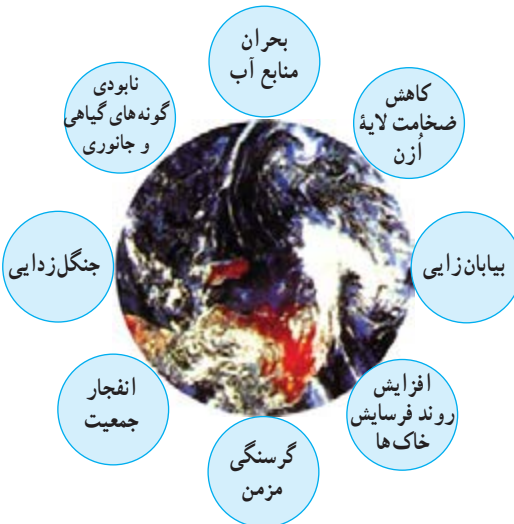 بحران
منابع آب
کاهش
ضخامت لایۀ
اُزن
بیابان‌زایی
افزایش
روند فرسایش
خاک‌ها
گرسنگی
مزمن
انفجار
جمعیت
جنگل‌زدایی
نابودی
گونه‌های گیاهی
و جانوری